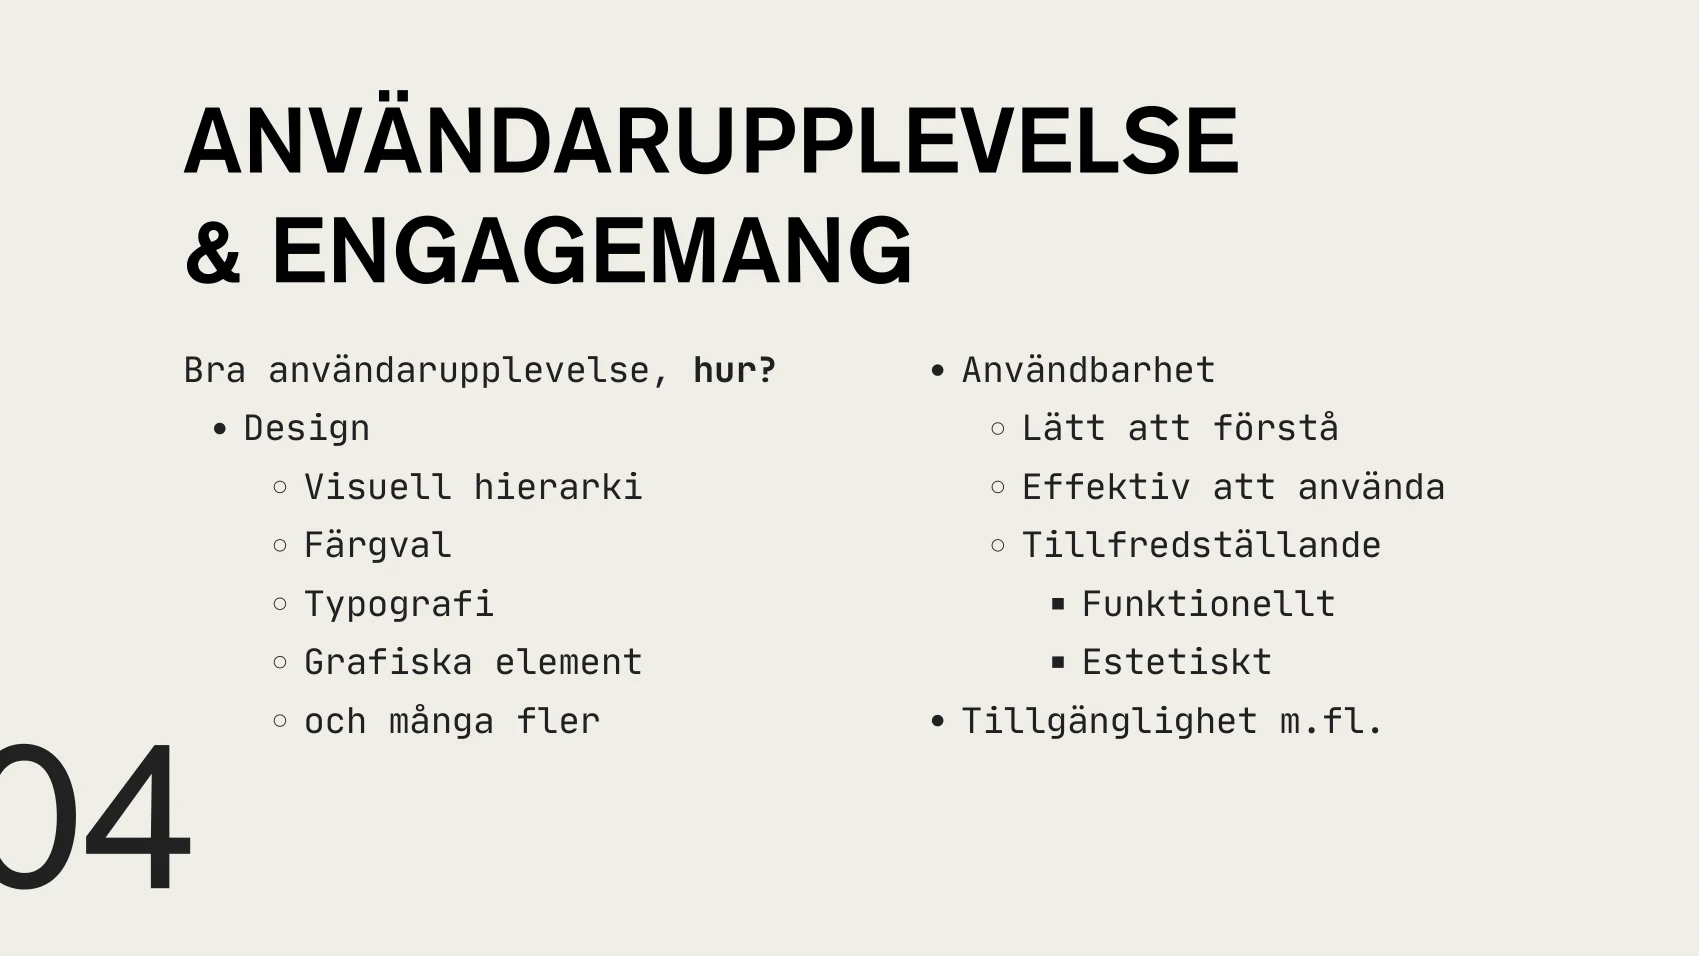 ANVÄNDARUPPLEVELSE
& ENGAGEMANG
Bra användarupplevelse, hur?
• Design
○ Visuell hierarki
○ Färgval
○ Typografi
○ Grafiska element
○ och många fler
• Användbarhet
○ Lätt att förstå
○ Effektiv att använda
○ Tillfredställande
▪ Funktionellt
▪ Estetiskt
• Tillgänglighet m.fl.
04